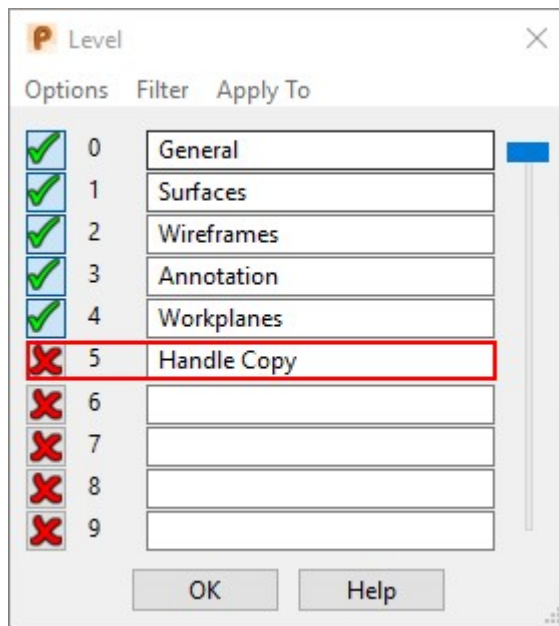 P Level
Options Filter Apply To
0 General
1 Surfaces
2 Wireframes
3 Annotation
4 Workplanes
5 Handle Copy
6
7
8
9
OK Help